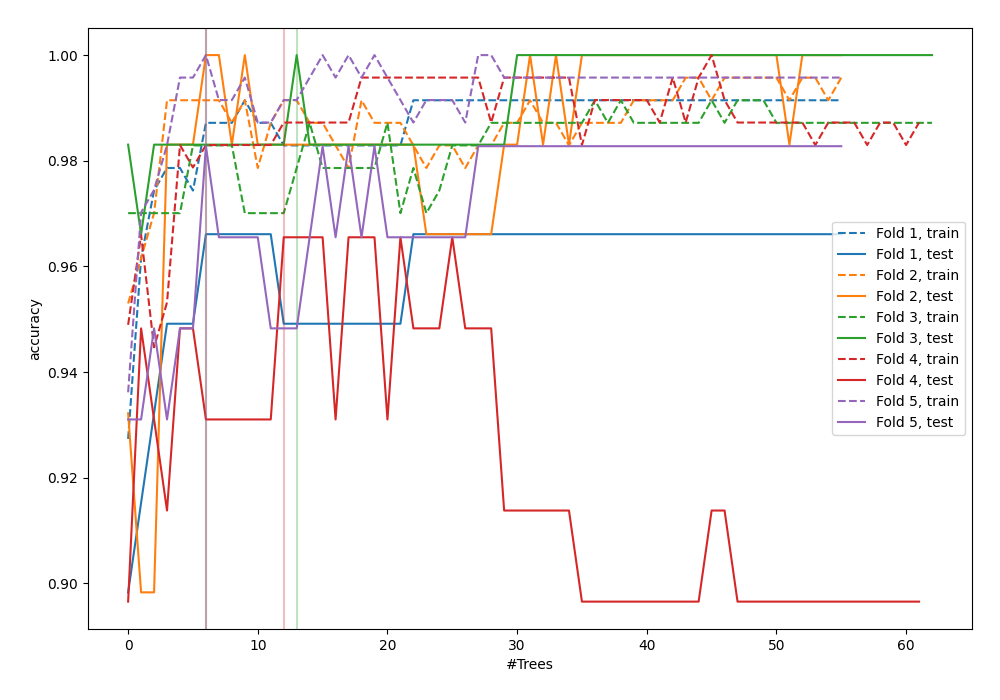 1.00
0.98
0.96
0.94
0.92
0.90
accuracy
0
10
20
30
40
50
60
#Trees
Fold 1, train
Fold 1, test
Fold 2, train
Fold 2, test
Fold 3, train
Fold 3, test
Fold 4, train
Fold 4, test
Fold 5, train
Fold 5, test